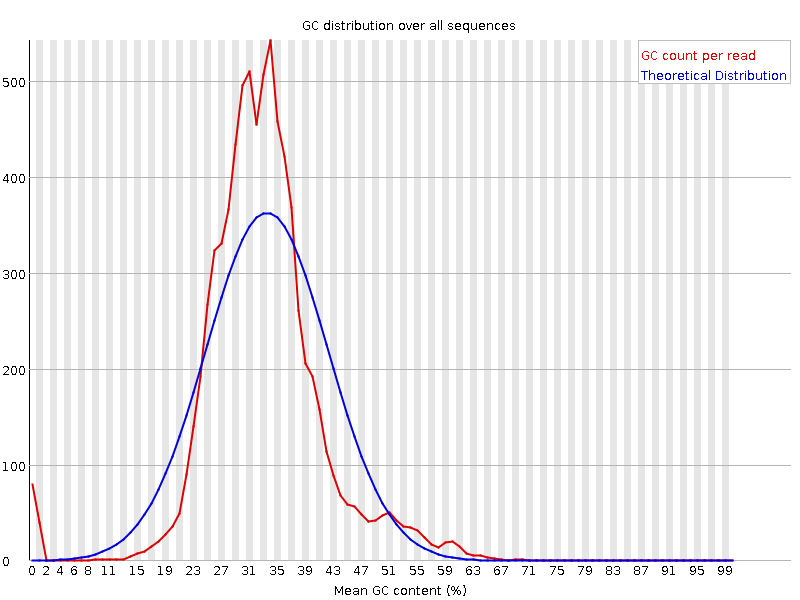 GC distribution over all sequences
GC count per read
Theoretical Distribution
500
400
300
200
100
0
0 2 4 6 8 11 15 19 23 27 31 35 39 43 47 51 55 59 63 67 71 75 79 83 87 91 95 99
Mean GC content (%)